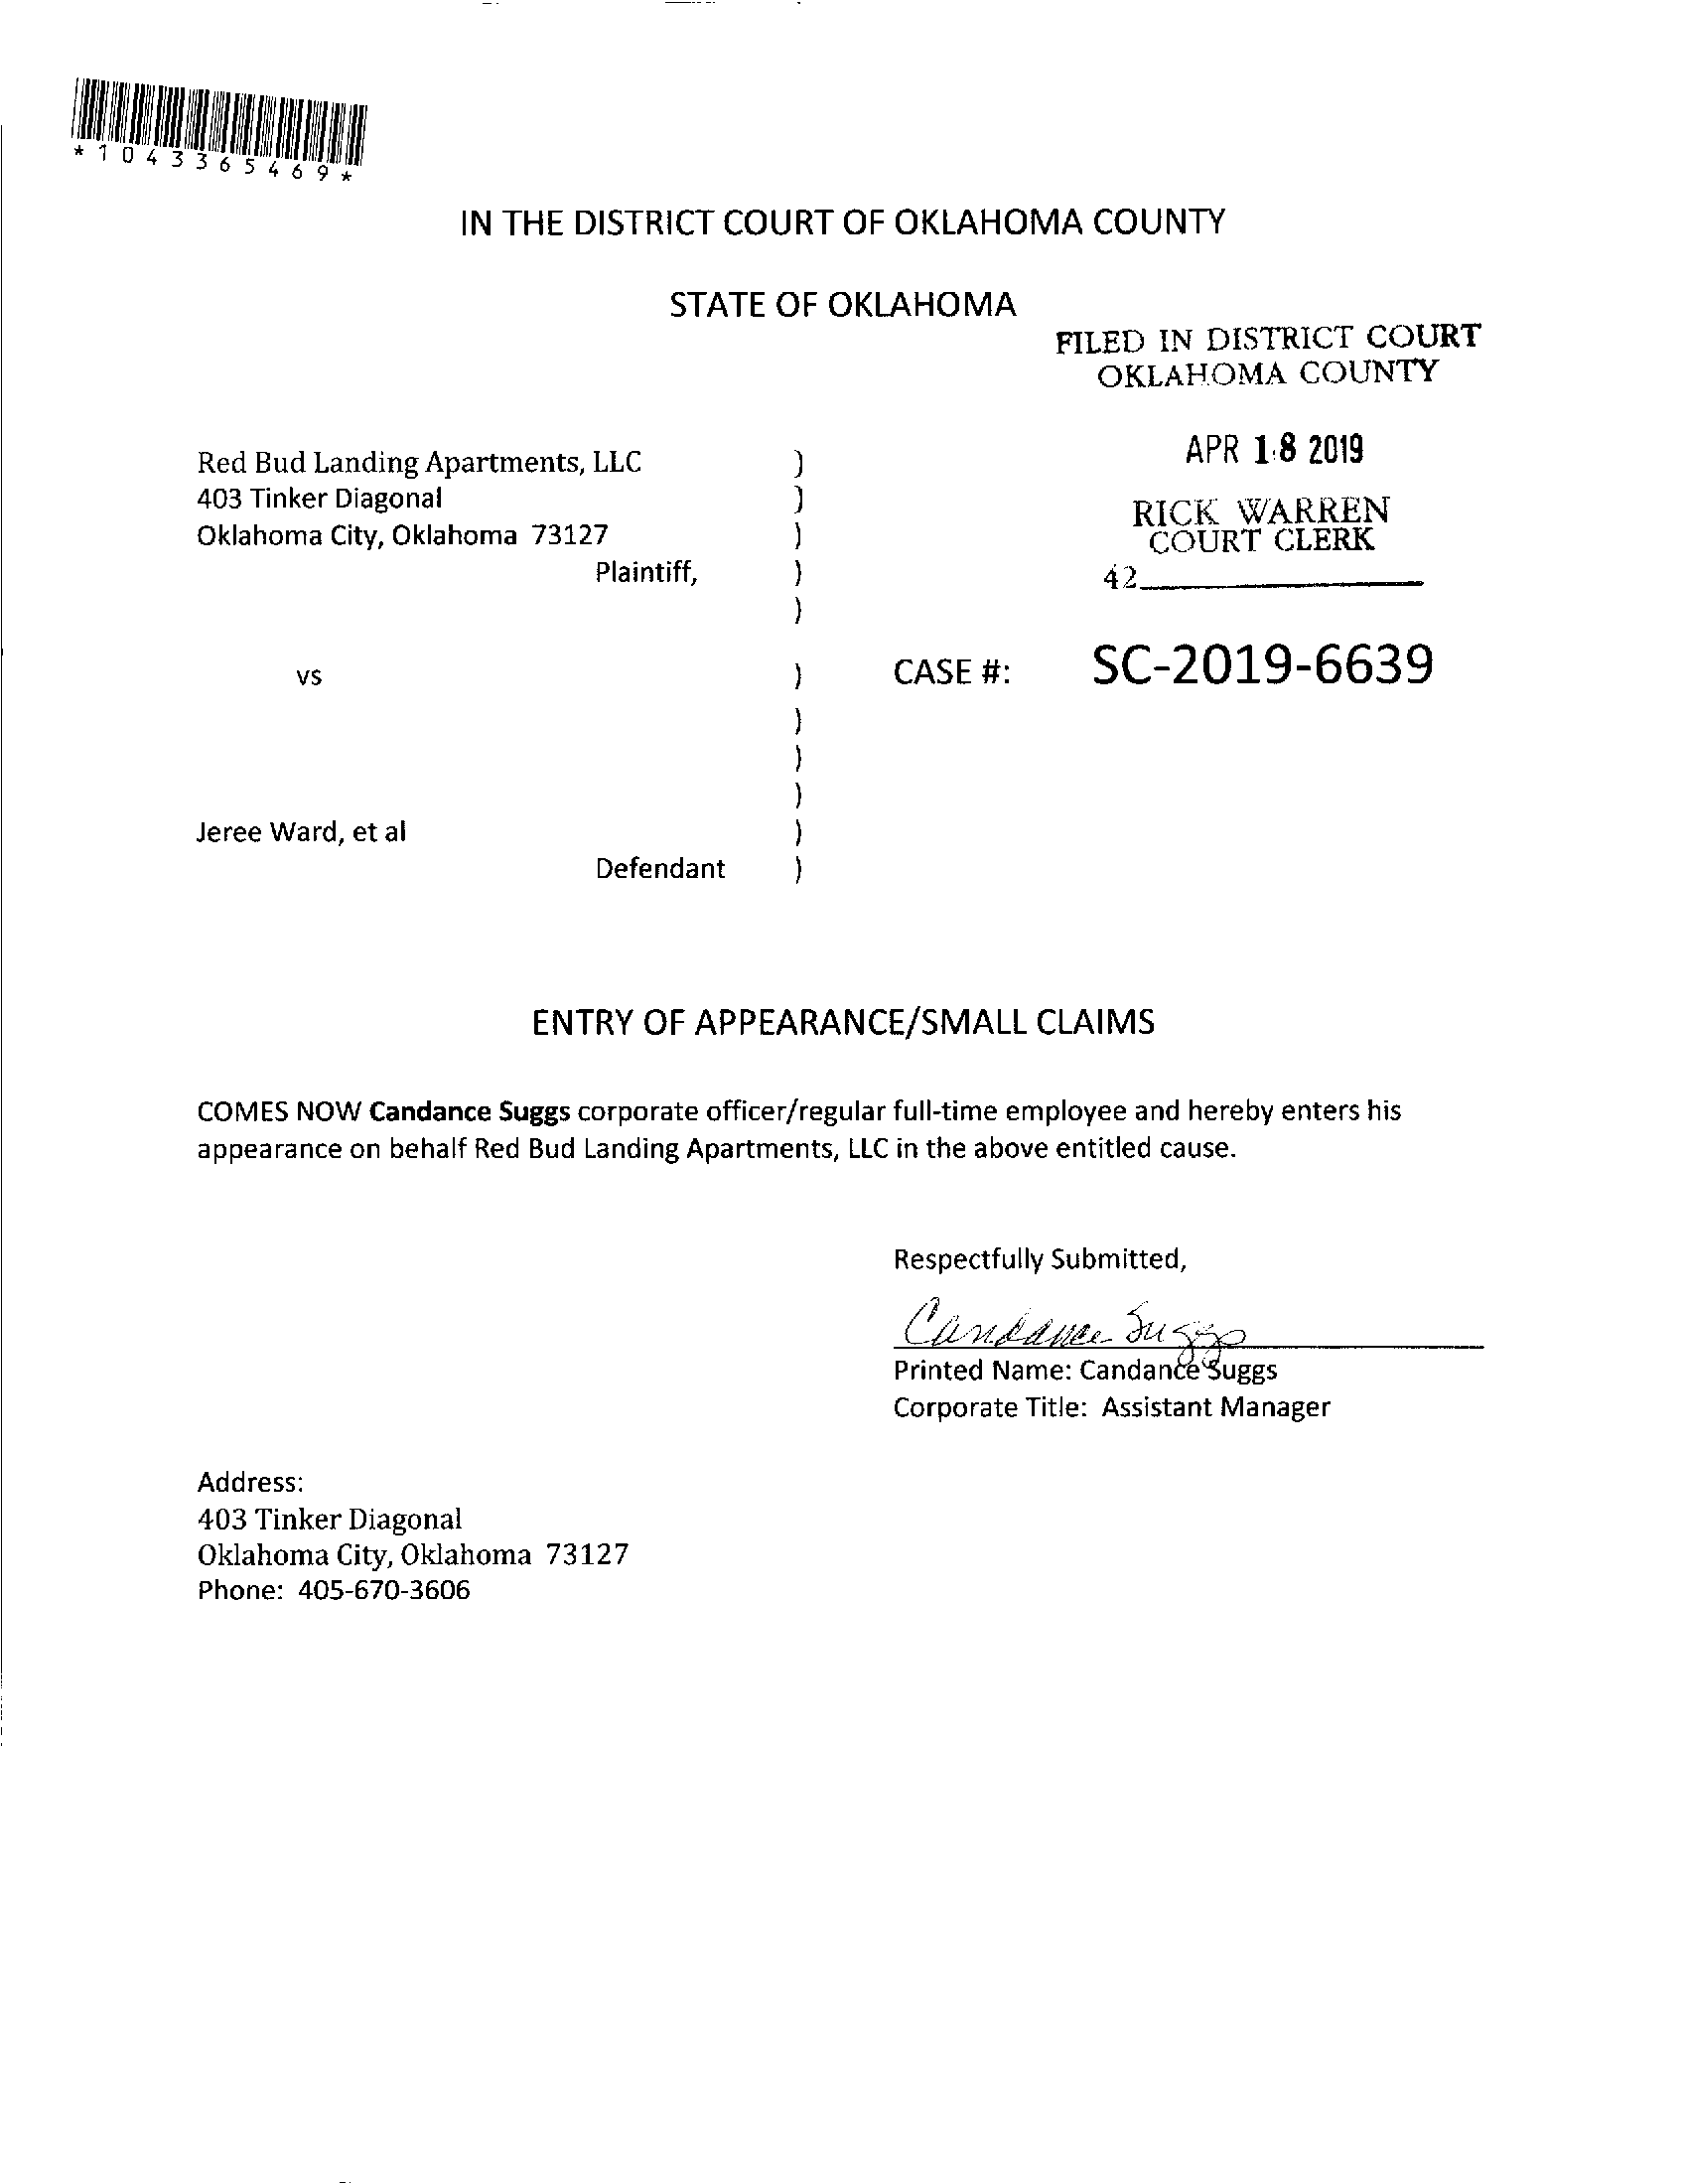 *1043365469*
IN THE DISTRICT COURT OF OKLAHOMA COUNTY
STATE OF OKLAHOMA
FILED IN DISTRICT COURT
OKLAHOMA COUNTY
APR 18 2019
RICK WARREN
COURT CLERK
42
Red Bud Landing Apartments, LLC )
403 Tinker Diagonal )
Oklahoma City, Oklahoma 73127 )
Plaintiff, )
)
vs ) CASE #: SC-2019-6639
)
)
)
Jeree Ward, et al )
Defendant )
ENTRY OF APPEARANCE/SMALL CLAIMS
COMES NOW Candance Suggs corporate officer/regular full-time employee and hereby enters his
appearance on behalf Red Bud Landing Apartments, LLC in the above entitled cause.
Respectfully Submitted,
Candance Suggs
Printed Name: Candance Suggs
Corporate Title: Assistant Manager
Address:
403 Tinker Diagonal
Oklahoma City, Oklahoma 73127
Phone: 405-670-3606